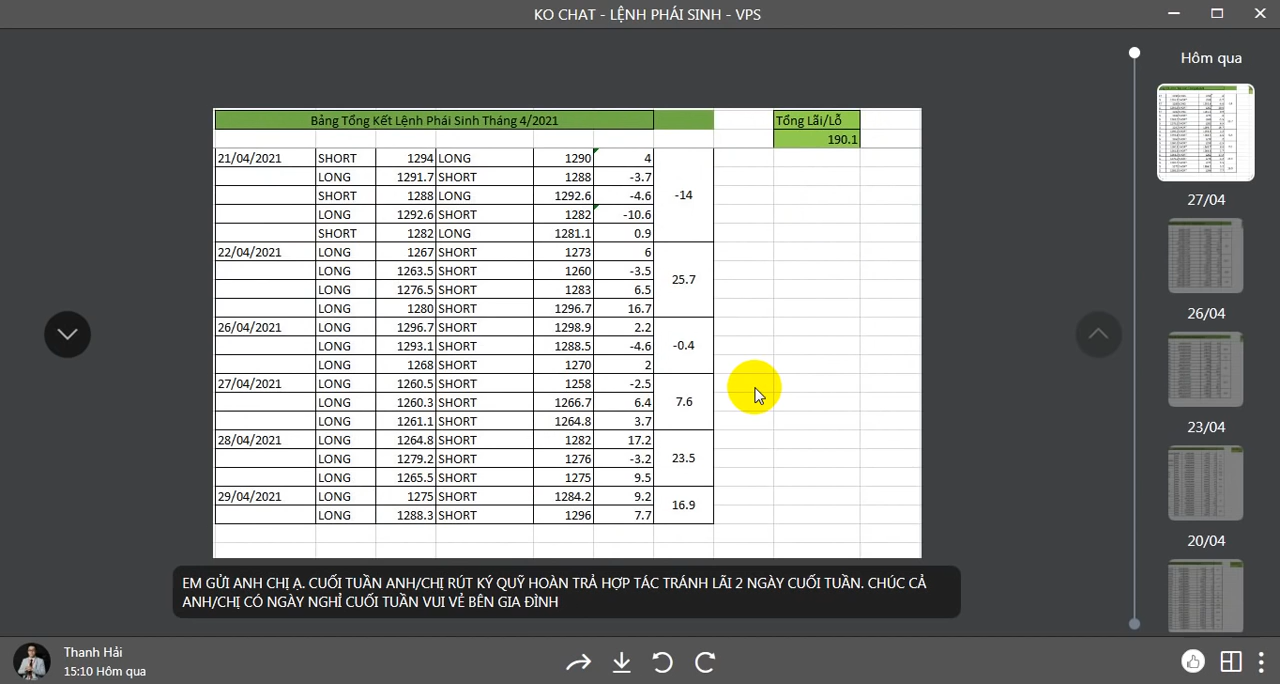 KO CHAT - LỆNH PHÁI SINH - VPS
Hôm qua
Bảng Tổng Kết Lệnh Phái Sinh Tháng 4/2021 Tổng Lãi/Lỗ
190.1
21/04/2021 SHORT 1294 LONG 1290 4
LONG 1291.7 SHORT 1288 -3.7
SHORT 1288 LONG 1292.6 -4.6 -14
LONG 1292.6 SHORT 1282 -10.6
SHORT 1282 LONG 1281.1 0.9
22/04/2021 LONG 1267 SHORT 1273 6
LONG 1263.5 SHORT 1260 -3.5
25.7
LONG 1276.5 SHORT 1283 6.5
LONG 1280 SHORT 1296.7 16.7
26/04/2021 LONG 1296.7 SHORT 1298.9 2.2
LONG 1293.1 SHORT 1288.5 -4.6 -0.4
LONG 1268 SHORT 1270 2
27/04/2021 LONG 1260.5 SHORT 1258 -2.5
LONG 1260.3 SHORT 1266.7 6.4 7.6
LONG 1261.1 SHORT 1264.8 3.7
28/04/2021 LONG 1264.8 SHORT 1282 17.2
LONG 1279.2 SHORT 1276 -3.2 23.5
LONG 1265.5 SHORT 1275 9.5
29/04/2021 LONG 1275 SHORT 1284.2 9.2
16.9
LONG 1288.3 SHORT 1296 7.7
27/04
26/04
23/04
20/04
EM GỬI ANH CHỊ Ạ. CUỐI TUẦN ANH/CHỊ RÚT KÝ QUỸ HOÀN TRẢ HỢP TÁC TRÁNH LÃI 2 NGÀY CUỐI TUẦN. CHÚC CẢ
ANH/CHỊ CÓ NGÀY NGHỈ CUỐI TUẦN VUI VẺ BÊN GIA ĐÌNH
Thanh Hải
15:10 Hôm qua